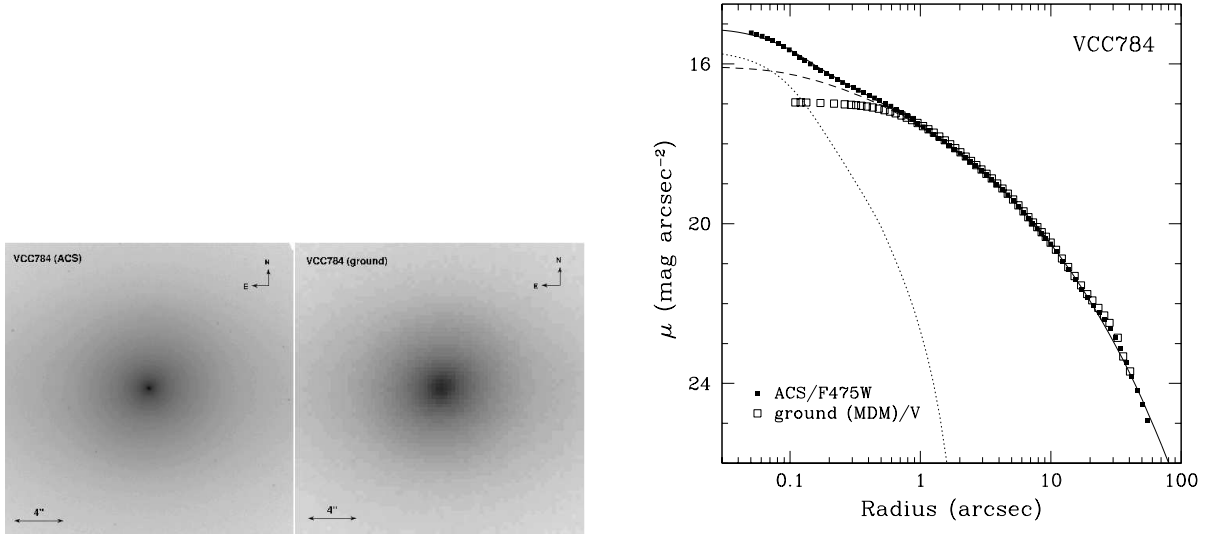 VCC784 (ACS)
N
E
4"
VCC784 (ground)
N
E
4"
VCC784
16
20
24
μ (mag arcsec⁻²)
ACS/F475W
ground (MDM)/V
0.1
1
10
100
Radius (arcsec)